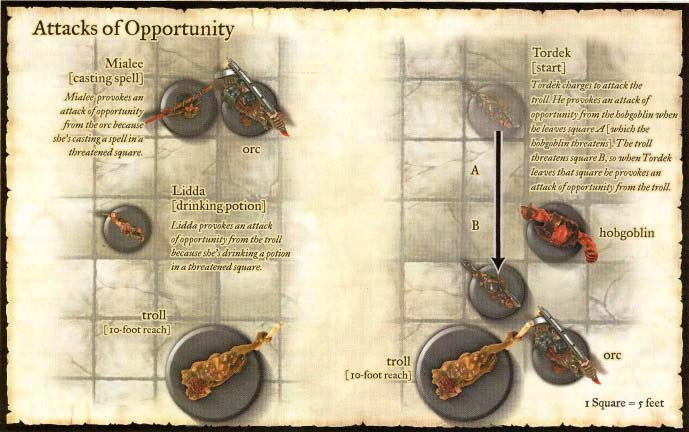 Attacks of Opportunity
Mialee
[casting spell]
Mialee provokes an
attack of opportunity
from the orc because
she's casting a spell in a
threatened square.
orc
Lidda
[drinking potion]
Lidda provokes an attack
of opportunity from the troll
because she's drinking a potion
in a threatened square.
troll
[10-foot reach]
Tordek
[start]
Tordek charges to attack the
troll. He provokes an attack of
opportunity from the hobgoblin when
he leaves square A [which the
hobgoblin threatens]. The troll
threatens square B, so when Tordek
leaves that square he provokes an
attack of opportunity from the troll.
A
B
hobgoblin
troll
[10-foot reach]
orc
1 Square = 5 feet